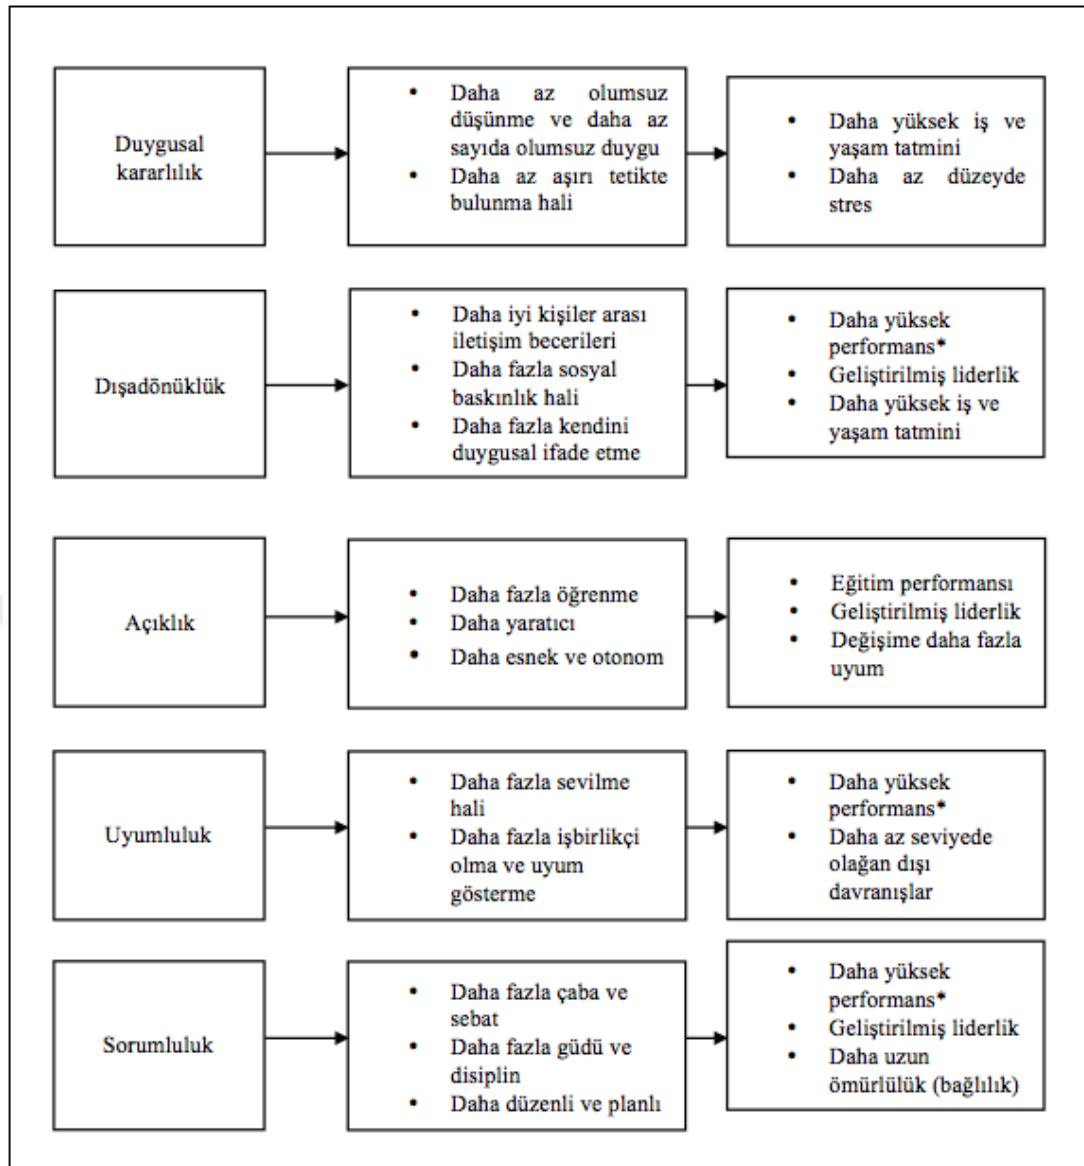 Duygusal
kararlılık
• Daha az olumsuz
düşünme ve daha az
sayıda olumsuz duygu
• Daha az aşırı tetikte
bulunma hali
• Daha yüksek iş ve
yaşam tatmini
• Daha az düzeyde
stres
Dışadönüklük
• Daha iyi kişiler arası
iletişim becerileri
• Daha fazla sosyal
baskınlık hali
• Daha fazla kendini
duygusal ifade etme
• Daha yüksek
performans*
• Geliştirilmiş liderlik
• Daha yüksek iş ve
yaşam tatmini
Açıklık
• Daha fazla öğrenme
• Daha yaratıcı
• Daha esnek ve otonom
• Eğitim performansı
• Geliştirilmiş liderlik
• Değişime daha fazla
uyum
Uyumluluk
• Daha fazla sevilme
hali
• Daha fazla işbirlikçi
olma ve uyum
gösterme
• Daha yüksek
performans*
• Daha az seviyede
olağan dışı
davranışlar
Sorumluluk
• Daha fazla çaba ve
sebat
• Daha fazla güdü ve
disiplin
• Daha düzenli ve planlı
• Daha yüksek
performans*
• Geliştirilmiş liderlik
• Daha uzun
ömürlülük (bağlılık)